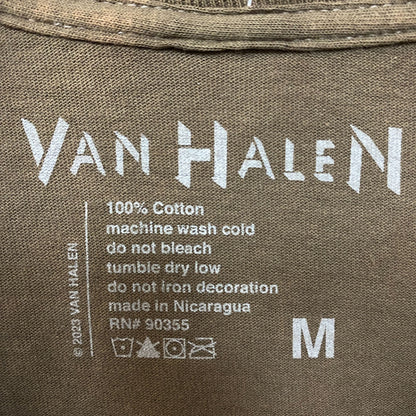 VAN HALEN
100% Cotton
machine wash cold
do not bleach
tumble dry low
do not iron decoration
made in Nicaragua
RN# 90355
© 2023 VAN HALEN
M